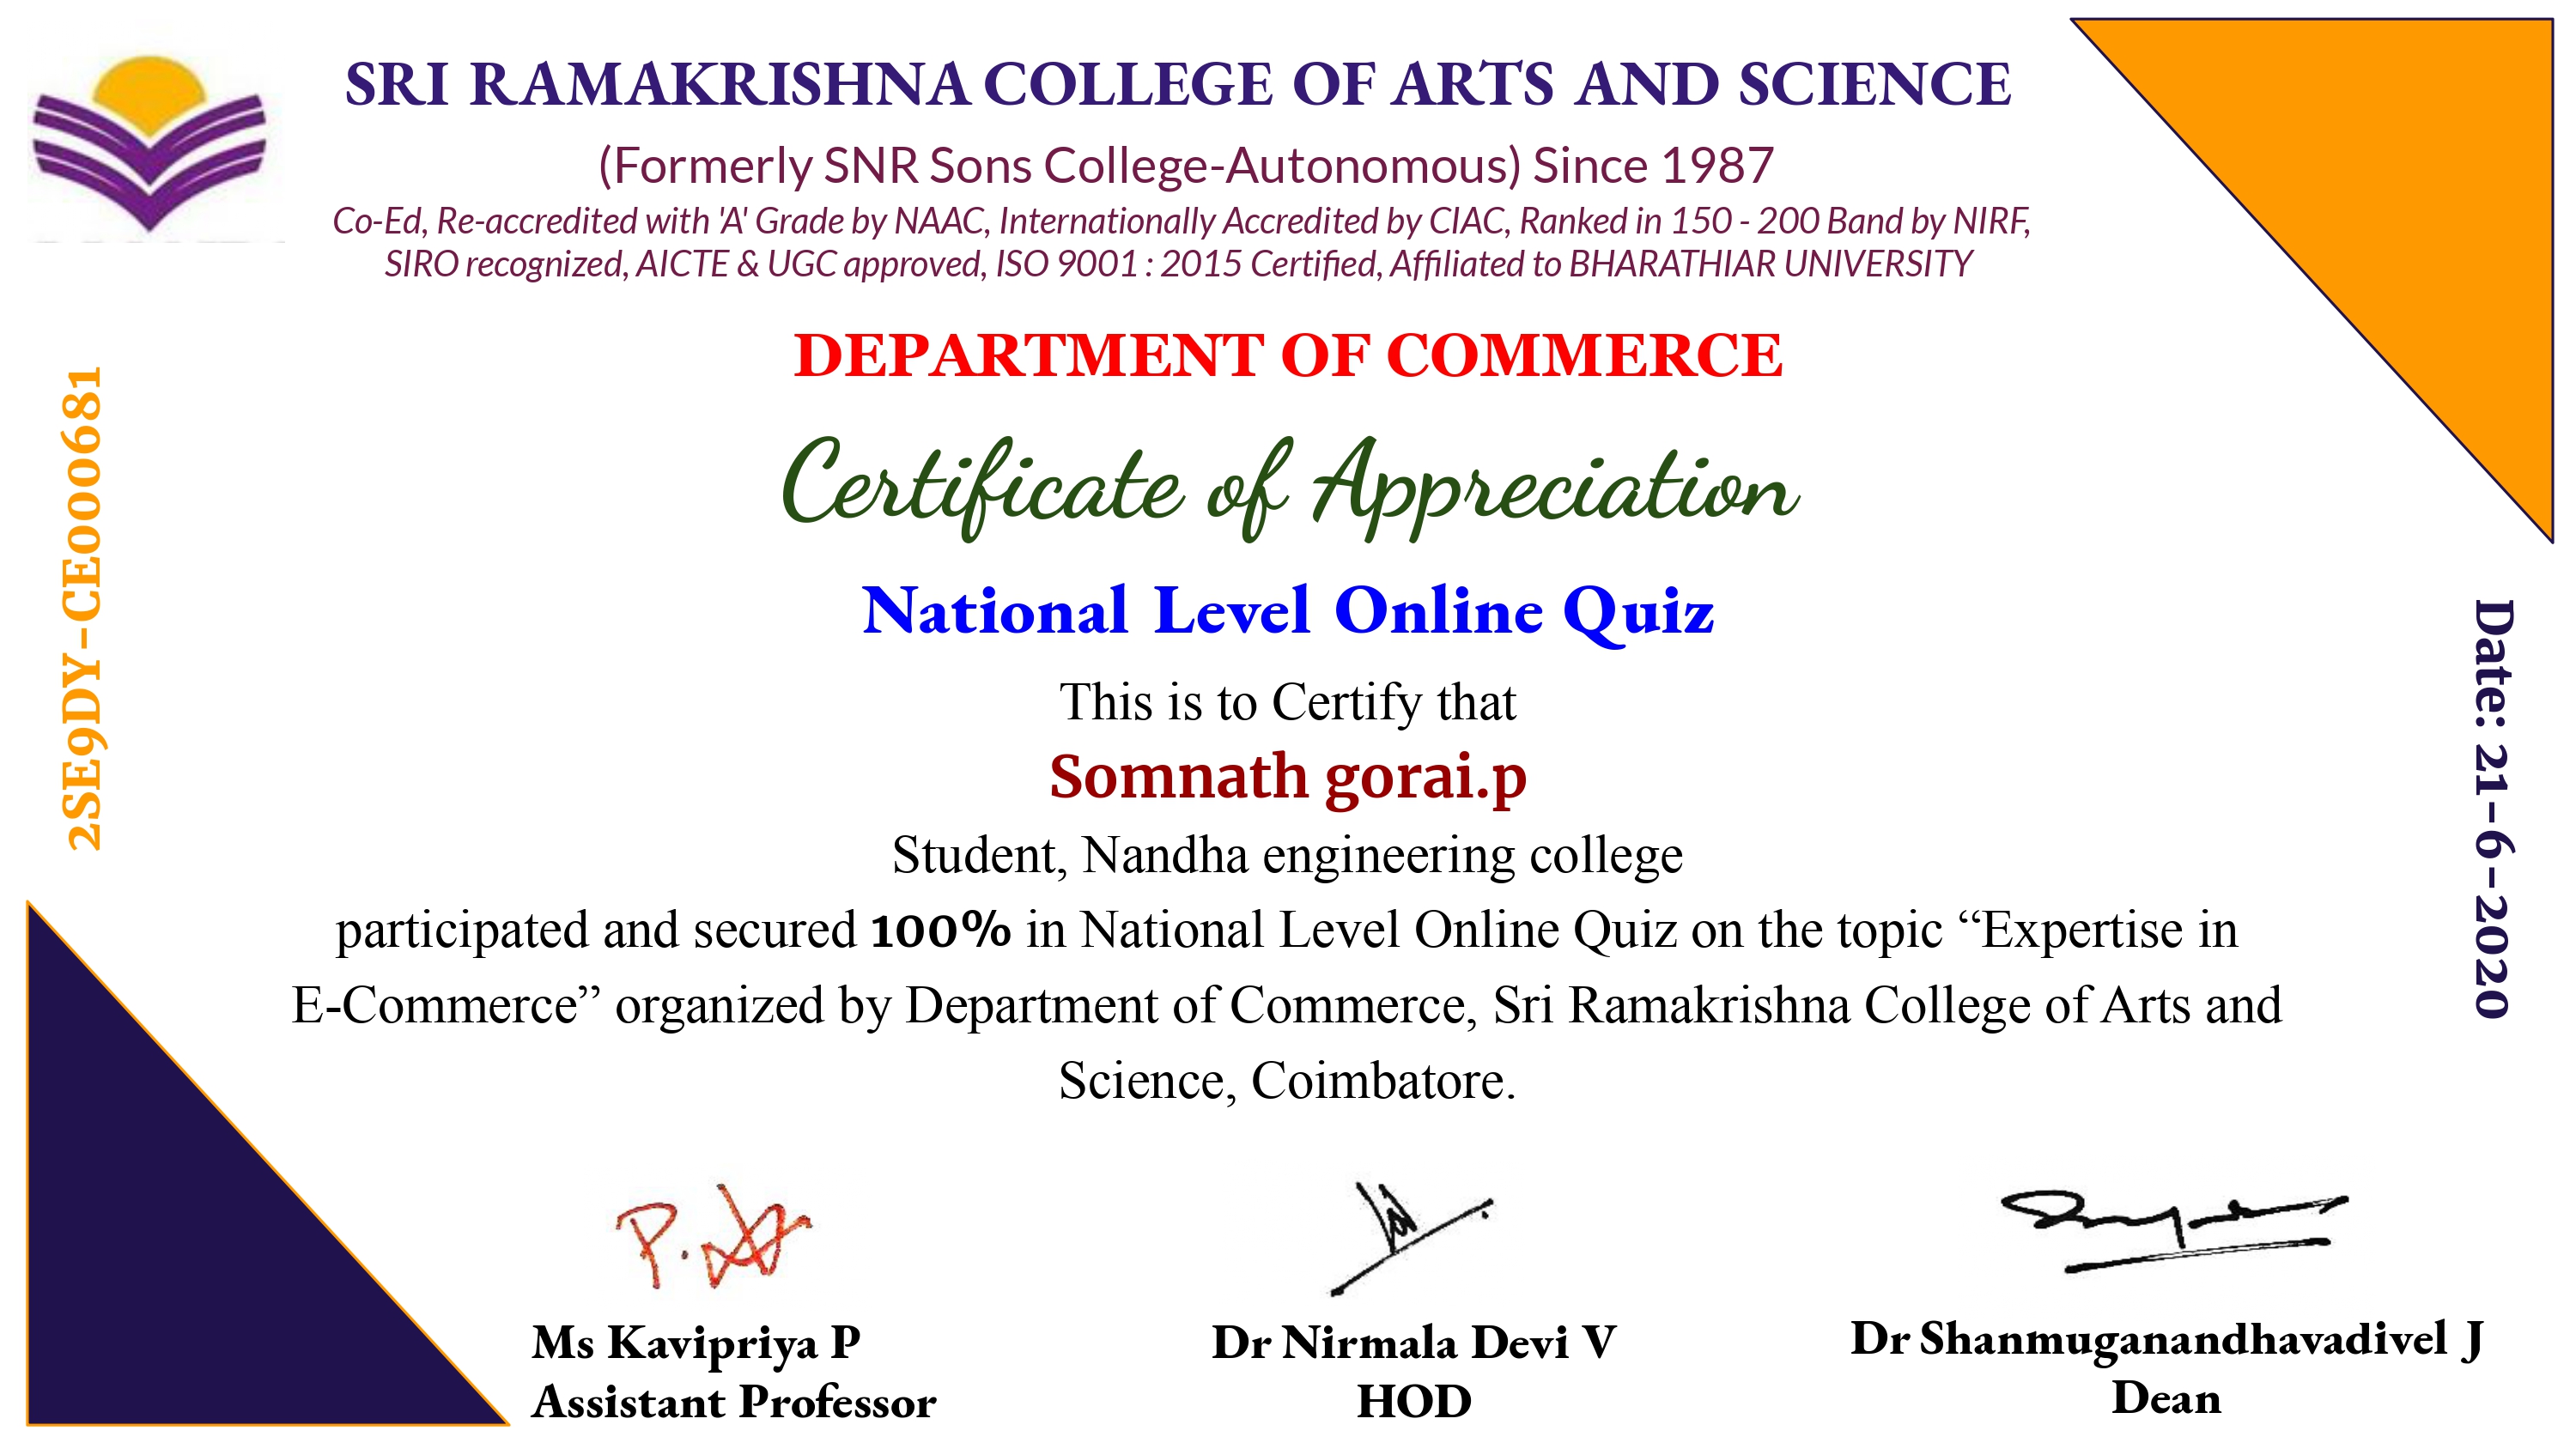 SRI RAMAKRISHNA COLLEGE OF ARTS AND SCIENCE
(Formerly SNR Sons College-Autonomous) Since 1987
Co-Ed, Re-accredited with 'A' Grade by NAAC, Internationally Accredited by CIAC, Ranked in 150 - 200 Band by NIRF,
SIRO recognized, AICTE & UGC approved, ISO 9001 : 2015 Certified, Affiliated to BHARATHIAR UNIVERSITY
DEPARTMENT OF COMMERCE
Certificate of Appreciation
National Level Online Quiz
This is to Certify that
Somnath gorai.p
Student, Nandha engineering college
participated and secured 100% in National Level Online Quiz on the topic “Expertise in
E-Commerce” organized by Department of Commerce, Sri Ramakrishna College of Arts and
Science, Coimbatore.
2SE9DY-CE000681
Date: 21-6-2020
Ms Kavipriya P
Assistant Professor
Dr Nirmala Devi V
HOD
Dr Shanmuganandhavadivel J
Dean